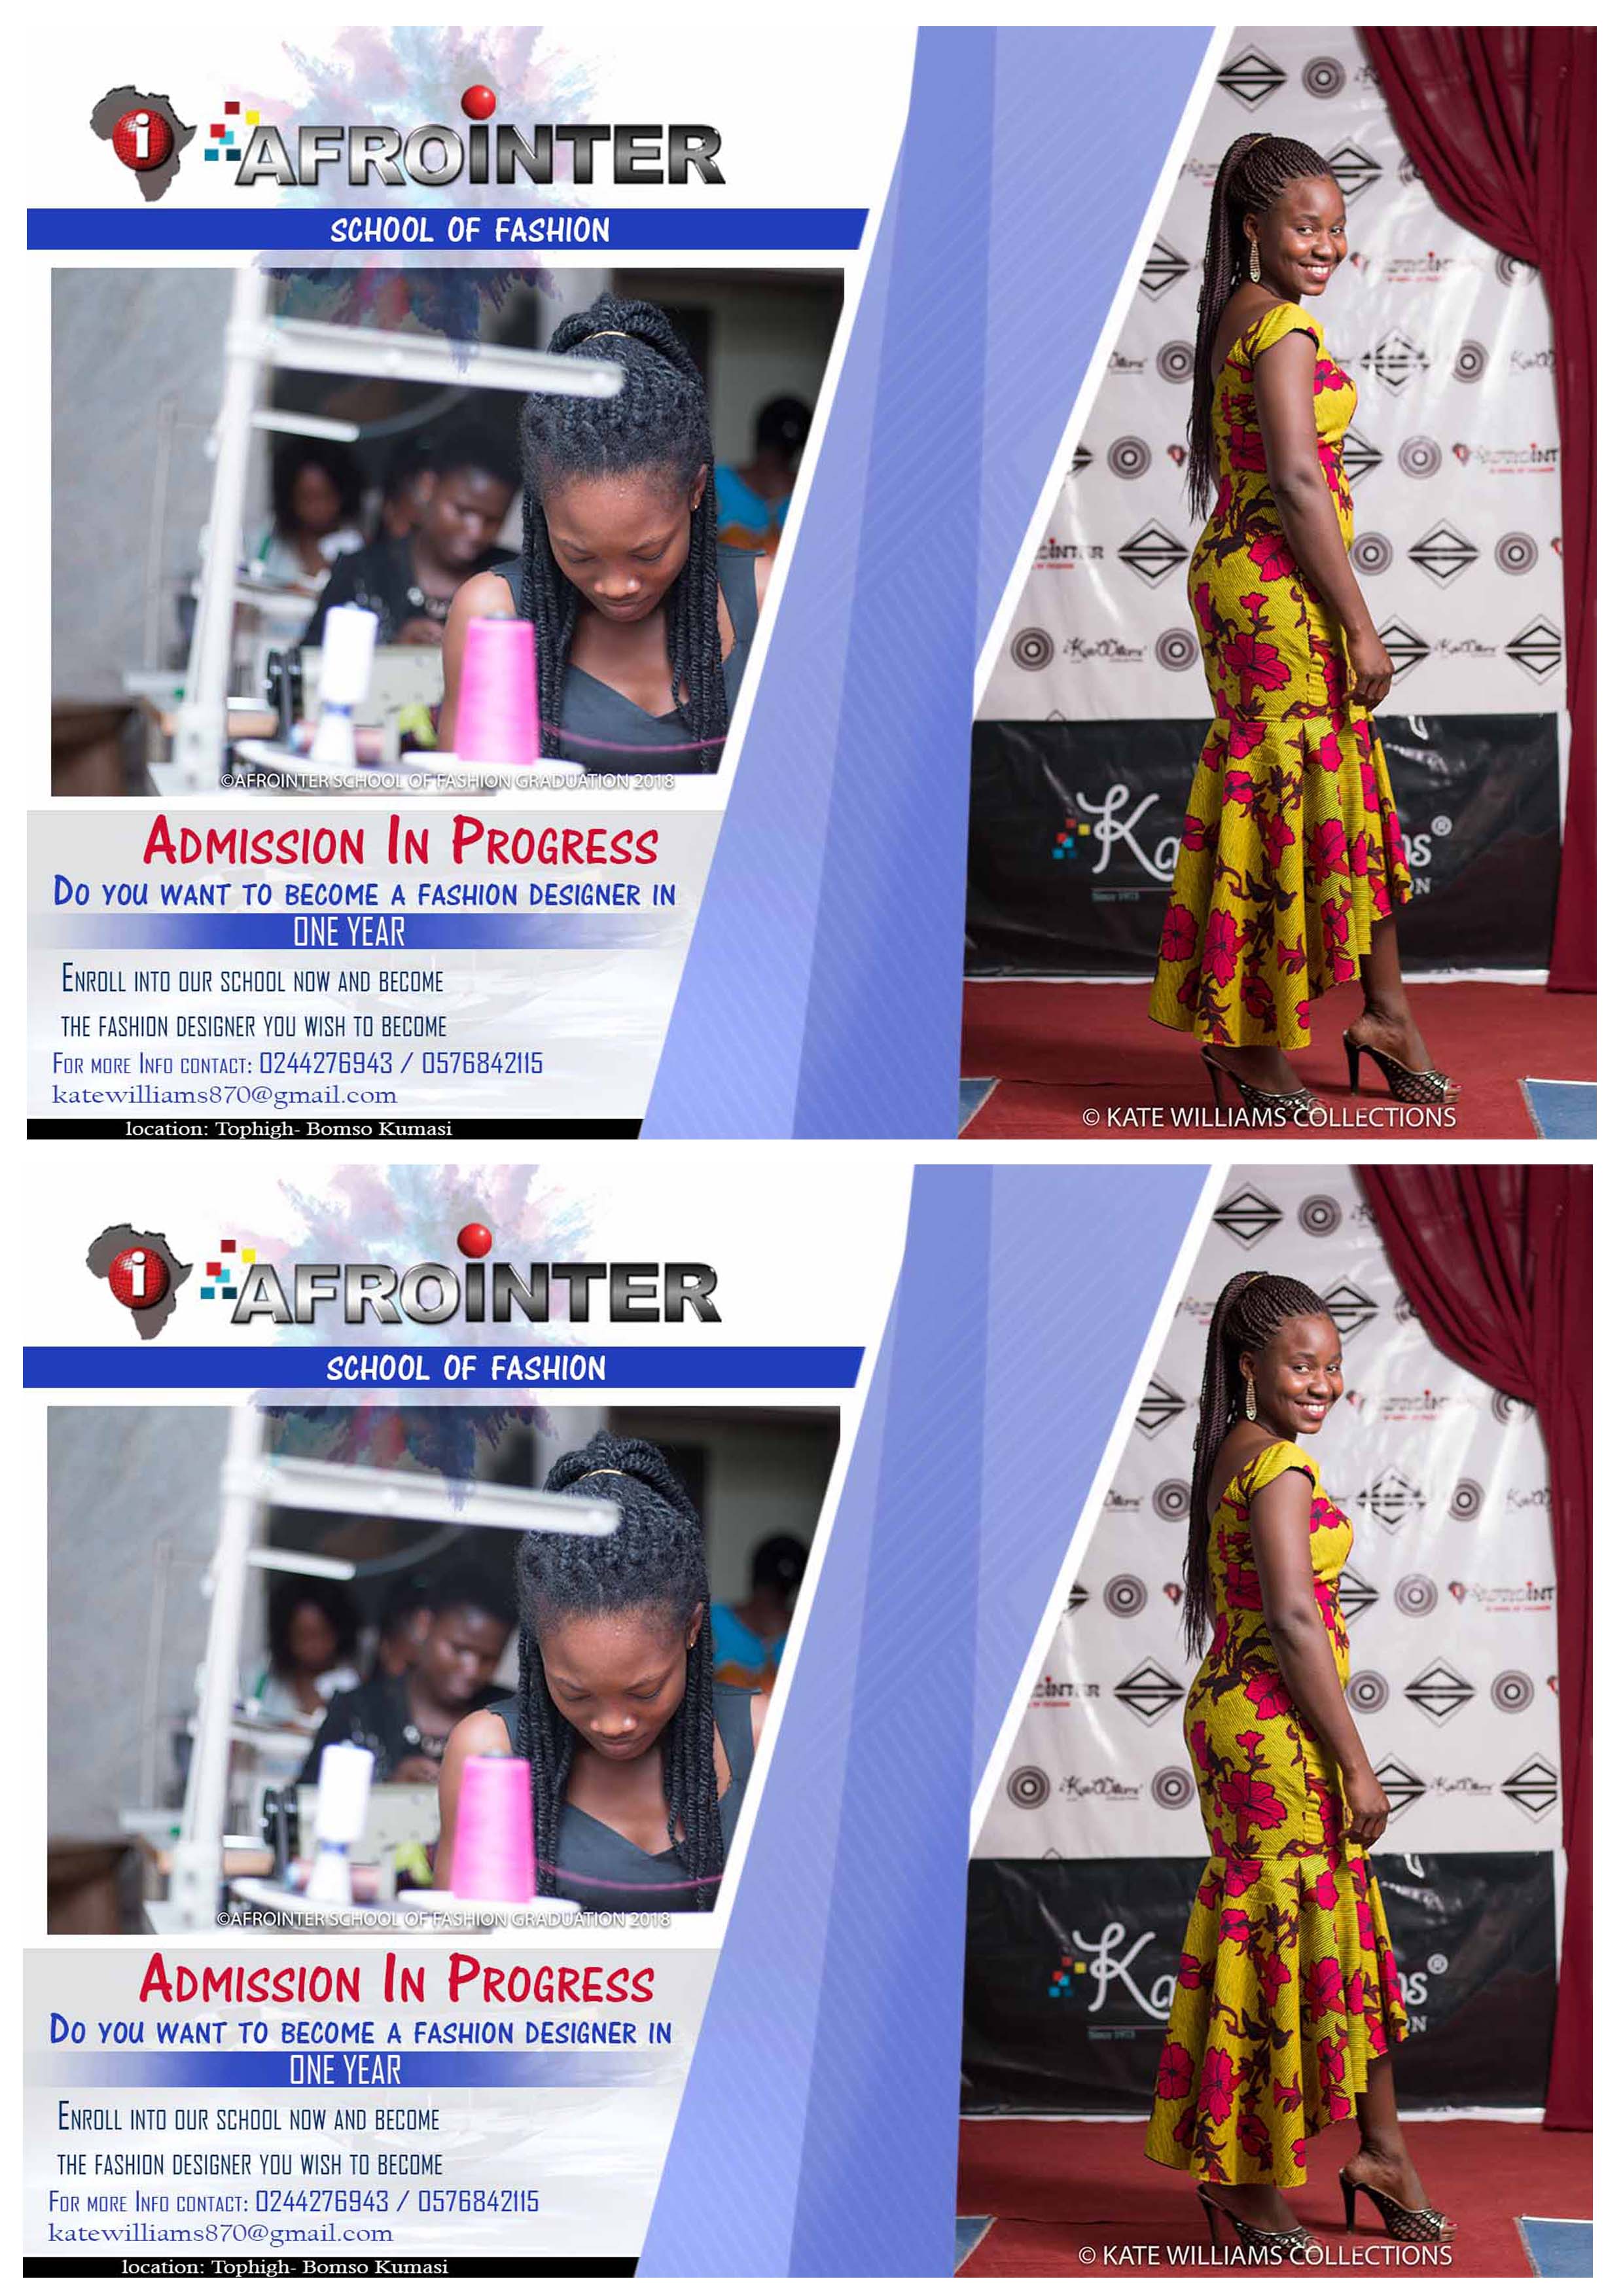 i AFROINTER
SCHOOL OF FASHION
©AFROINTER SCHOOL OF FASHION GRADUATION 2018
ADMISSION IN PROGRESS
DO YOU WANT TO BECOME A FASHION DESIGNER IN
ONE YEAR
ENROLL INTO OUR SCHOOL NOW AND BECOME
THE FASHION DESIGNER YOU WISH TO BECOME
FOR MORE INFO CONTACT: 0244276943 / 0576842115
katewilliams870@gmail.com
location: Tophigh- Bomso Kumasi
© KATE WILLIAMS COLLECTIONS
i AFROINTER
SCHOOL OF FASHION
©AFROINTER SCHOOL OF FASHION GRADUATION 2018
ADMISSION IN PROGRESS
DO YOU WANT TO BECOME A FASHION DESIGNER IN
ONE YEAR
ENROLL INTO OUR SCHOOL NOW AND BECOME
THE FASHION DESIGNER YOU WISH TO BECOME
FOR MORE INFO CONTACT: 0244276943 / 0576842115
katewilliams870@gmail.com
location: Tophigh- Bomso Kumasi
© KATE WILLIAMS COLLECTIONS